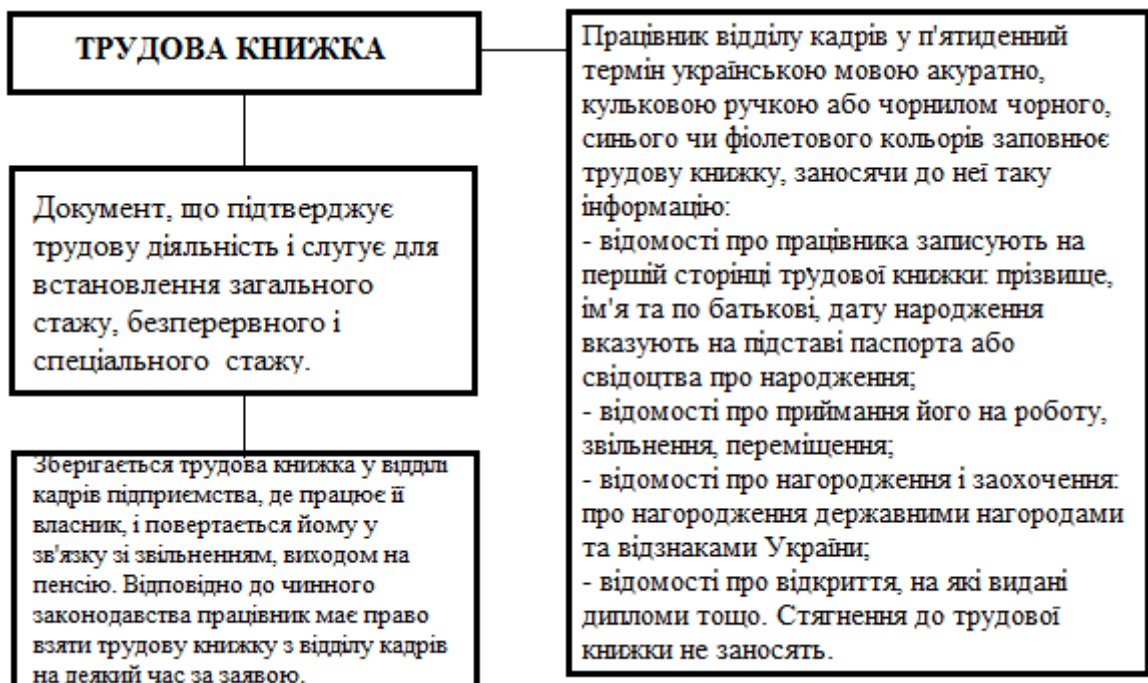 ТРУДОВА КНИЖКА
Документ, що підтверджує
трудову діяльність і слугує для
встановлення загального
стажу, безперервного і
спеціального стажу.
Зберігається трудова книжка у відділі
кадрів підприємства, де працює її
власник, і повертається йому у
зв'язку зі звільненням, виходом на
пенсію. Відповідно до чинного
законодавства працівник має право
взяти трудову книжку з відділу кадрів
на деякий час за заявою.
Працівник відділу кадрів у п'ятиденний
термін українською мовою акуратно,
кульковою ручкою або чорнилом чорного,
синього чи фіолетового кольорів заповнює
трудову книжку, заносячи до неї таку
інформацію:
- відомості про працівника записують на
першій сторінці трудової книжки: прізвище,
ім'я та по батькові, дату народження
вказують на підставі паспорта або
свідоцтва про народження;
- відомості про приймання його на роботу,
звільнення, переміщення;
- відомості про нагородження і заохочення:
про нагородження державними нагородами
та відзнаками України;
- відомості про відкриття, на які видані
дипломи тощо. Стягнення до трудової
книжки не заносять.